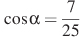 cos α = 7/25